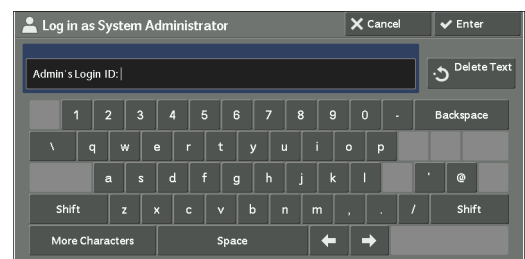 Log in as System Administrator Cancel Enter
Admin's Login ID: Delete Text
1 2 3 4 5 6 7 8 9 0 - Backspace
\ q w e r t y u i o p
a s d f g h j k l ' @
Shift z x c v b n m , . / Shift
More Characters Space